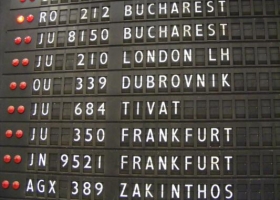 RO 212 BUCHAREST
JU 8150 BUCHAREST
JU 210 LONDON LH
OU 339 DUBROVNIK
JU 684 TIVAT
JU 350 FRANKFURT
JN 9521 FRANKFURT
AGX 389 ZAKINTHOS